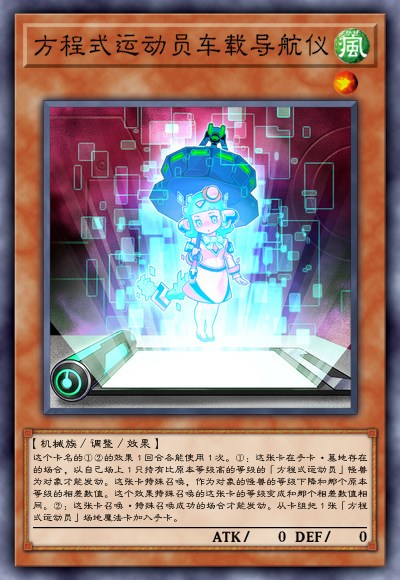 方程式运动员车载导航仪
風
【机械族／调整／效果】
这个卡名的①②的效果1回合各能使用1次。①：这张卡在手卡・墓地存在
的场合，以自己场上1只持有比原本等级高的等级的「方程式运动员」怪兽
为对象才能发动。这张卡特殊召唤，作为对象的怪兽的等级下降和那个原本
等级的相差数值。这个效果特殊召唤的这张卡的等级变成和那个相差数值相
同。②：这张卡召唤・特殊召唤成功的场合才能发动。从卡组把1张「方程
式运动员」场地魔法卡加入手卡。
ATK/ 0 DEF/ 0